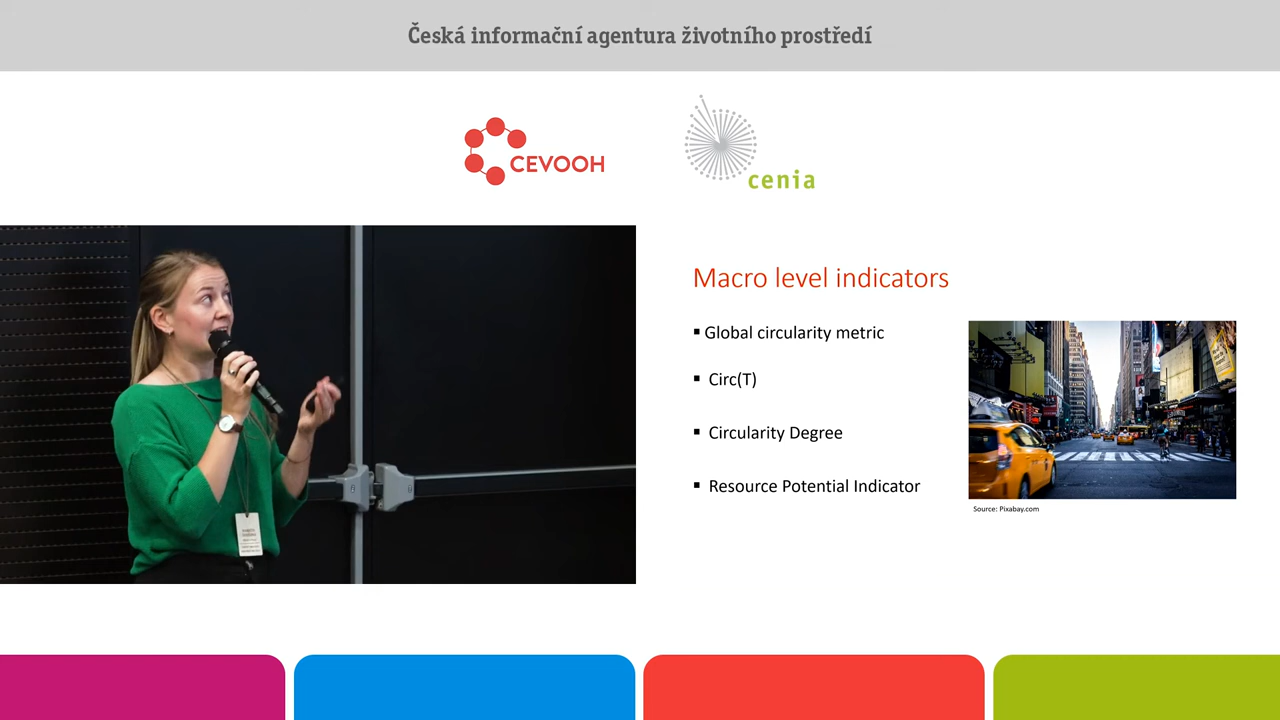 Česká informační agentura životního prostředí
CEVOOH
cenia
Macro level indicators
▪ Global circularity metric
▪ Circ(T)
▪ Circularity Degree
▪ Resource Potential Indicator
Source: Pixabay.com